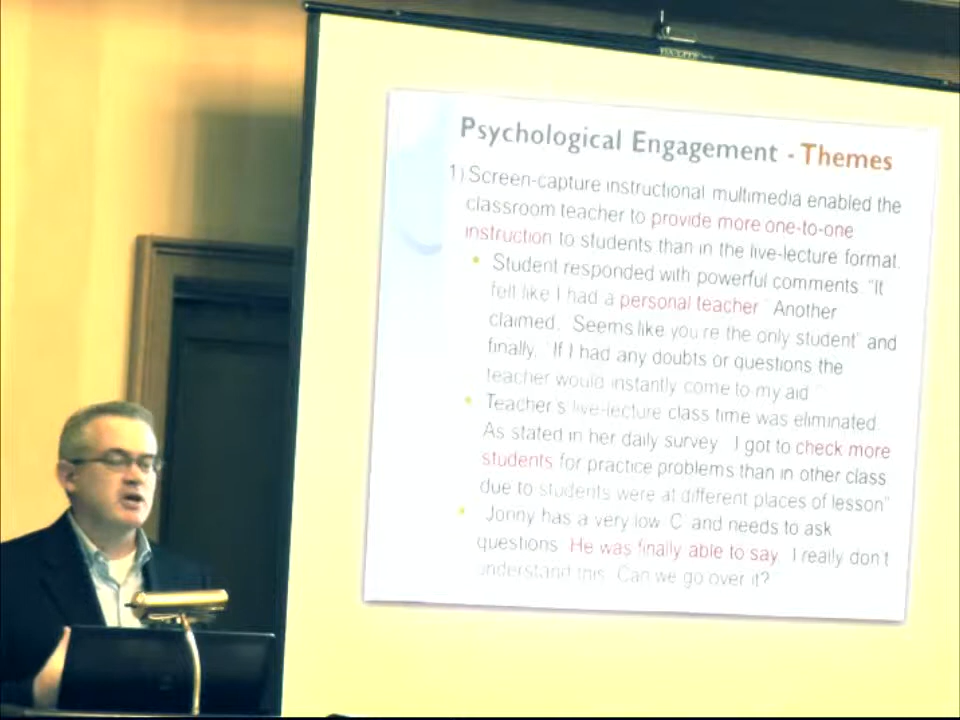 Psychological Engagement - Themes
1) Screen-capture instructional multimedia enabled the
classroom teacher to provide more one-to-one
instruction to students than in the live-lecture format.
• Student responded with powerful comments. "It
felt like I had a personal teacher" Another
claimed, "Seems like you're the only student" and
finally, "If I had any doubts or questions the
teacher would instantly come to my aid"
• Teacher's live-lecture class time was eliminated.
As stated in her daily survey "I got to check more
students for practice problems than in other class
due to students were at different places of lesson"
• "Jonny has a very low C and needs to ask
questions. He was finally able to say, I really don't
understand this. Can we go over it?